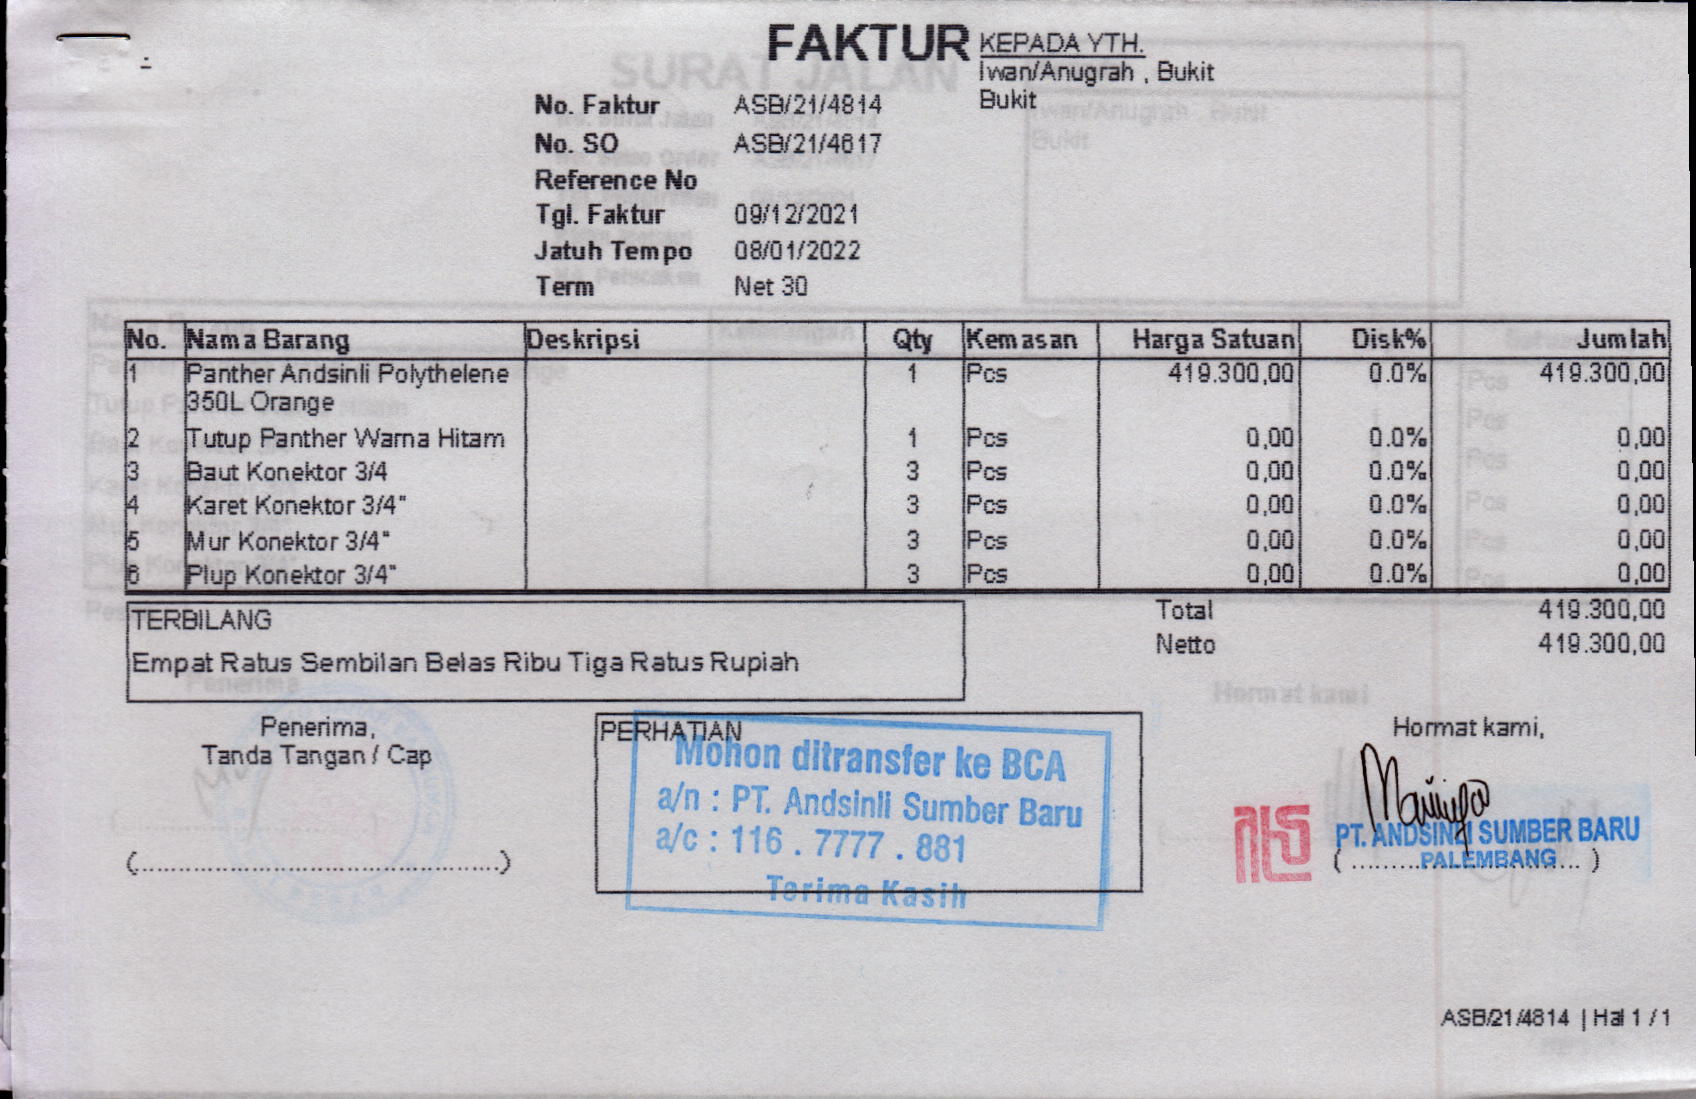 FAKTUR
KEPADA YTH.
Iwan/Anugrah , Bukit
Bukit
No. Faktur ASB/21/4814
No. SO ASB/21/4617
Reference No
Tgl. Faktur 09/12/2021
Jatuh Tempo 08/01/2022
Term Net 30
No. Nama Barang Deskripsi Qty Kemasan Harga Satuan Disk% Jumlah
1 Panther Andsinli Polythelene 1 Pcs 419.300,00 0.0% 419.300,00
350L Orange
2 Tutup Panther Warna Hitam 1 Pcs 0,00 0.0% 0,00
3 Baut Konektor 3/4 3 Pcs 0,00 0.0% 0,00
4 Karet Konektor 3/4" 3 Pcs 0,00 0.0% 0,00
5 Mur Konektor 3/4" 3 Pcs 0,00 0.0% 0,00
6 Plup Konektor 3/4" 3 Pcs 0,00 0.0% 0,00
TERBILANG
Empat Ratus Sembilan Belas Ribu Tiga Ratus Rupiah
Total 419.300,00
Netto 419.300,00
Penerima,
Tanda Tangan / Cap
(..........................................)
PERHATIAN
Mohon ditransfer ke BCA
a/n : PT. Andsinli Sumber Baru
a/c : 116 . 7777 . 881
Terima Kasih
Hormat kami,
PT. ANDSINLI SUMBER BARU
( ......... PALEMBANG ... )
ASB/21/4814 | Hal 1 / 1